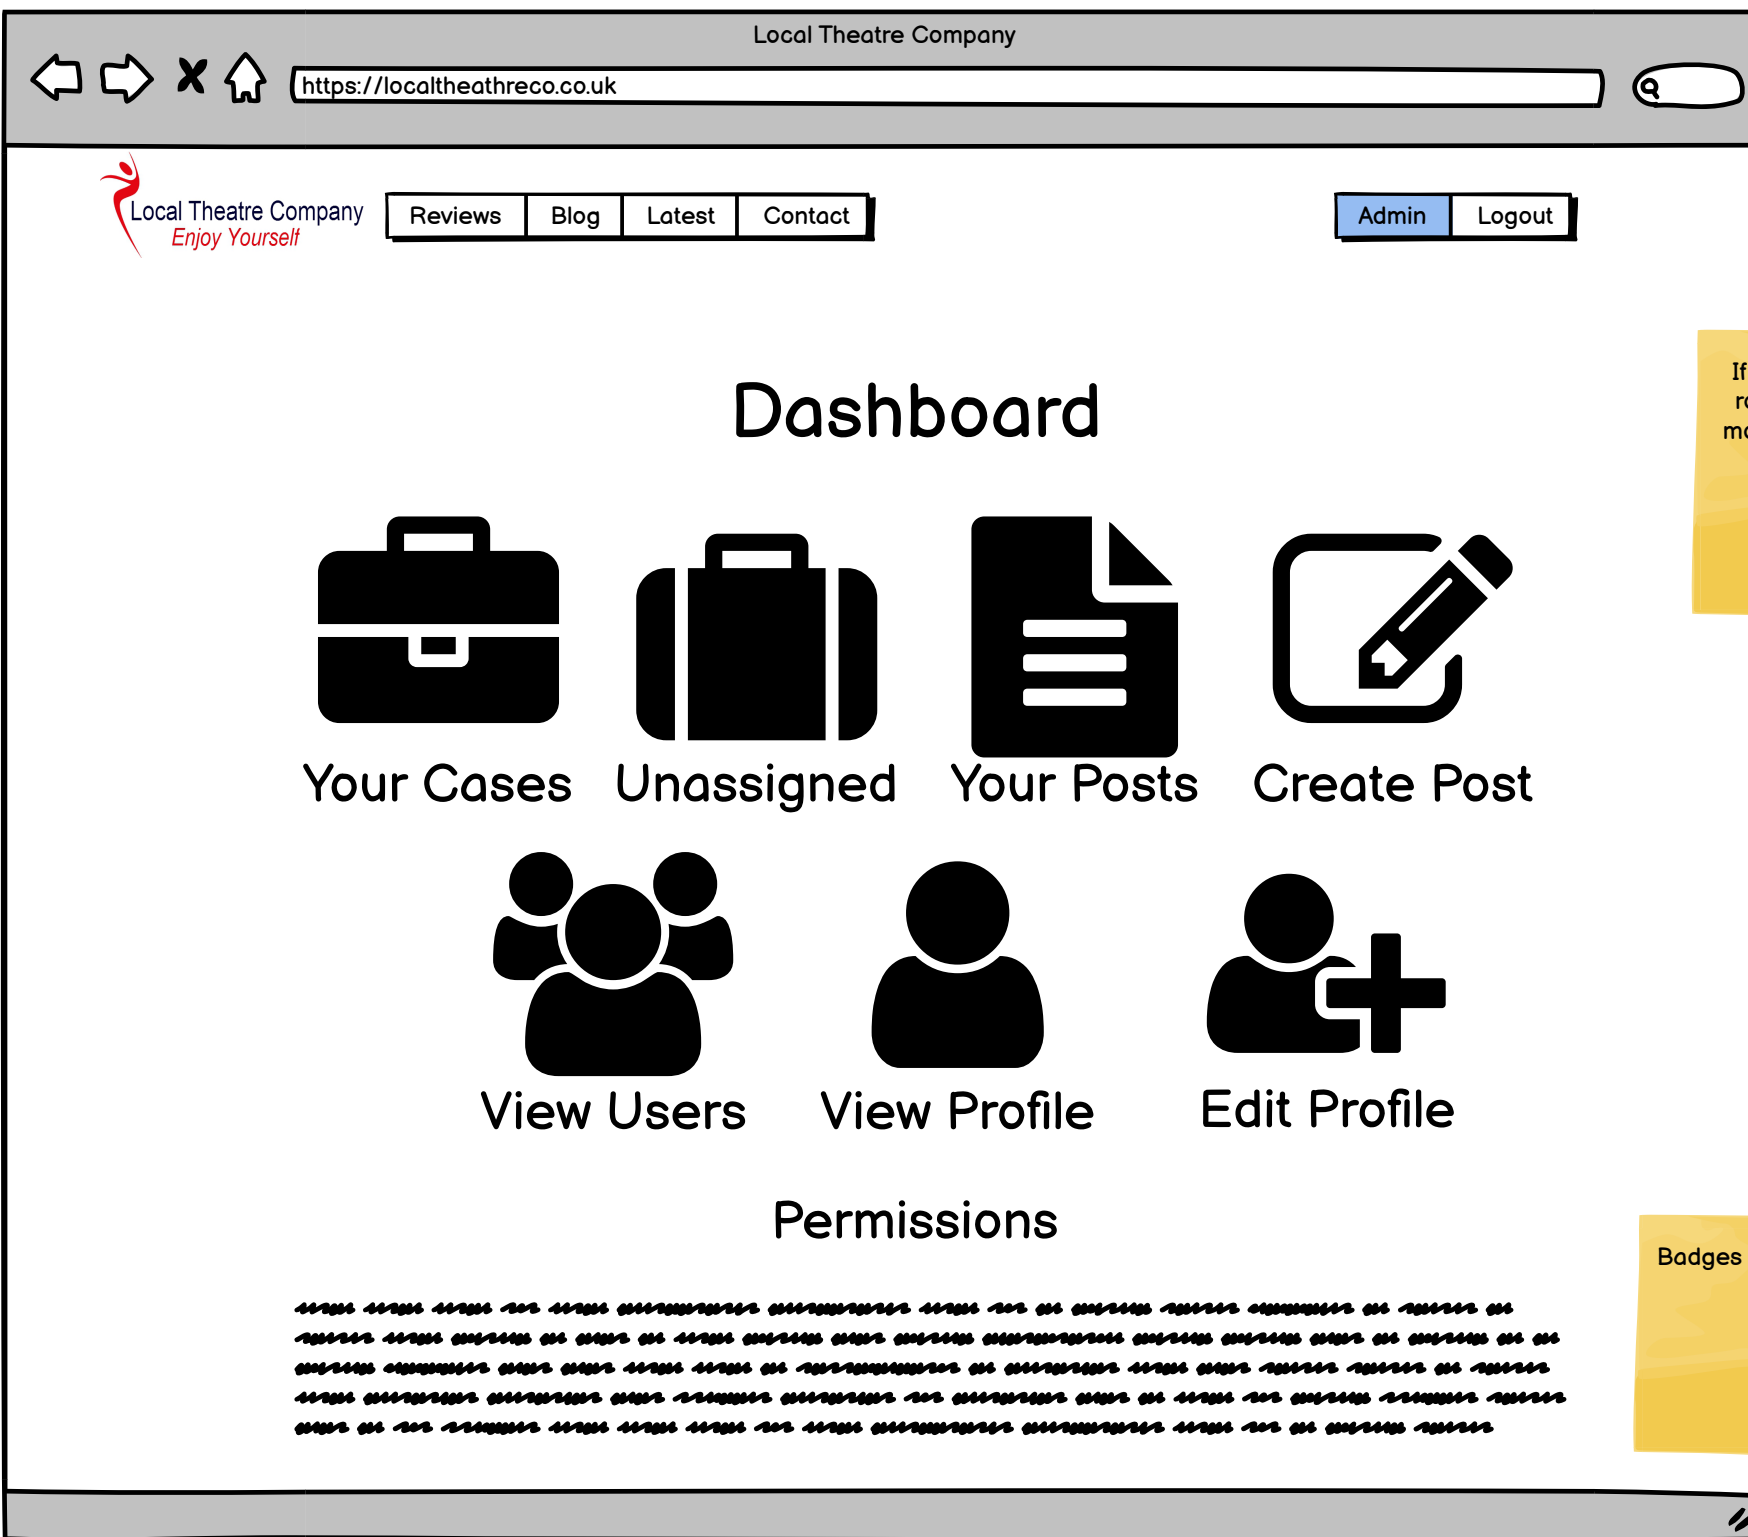 Local Theatre Company
https://localtheathreco.co.uk
Local Theatre Company
Enjoy Yourself
Reviews Blog Latest Contact
Admin Logout
Dashboard
If
Your Cases Unassigned Your Posts Create Post
View Users View Profile Edit Profile
Permissions
Badges